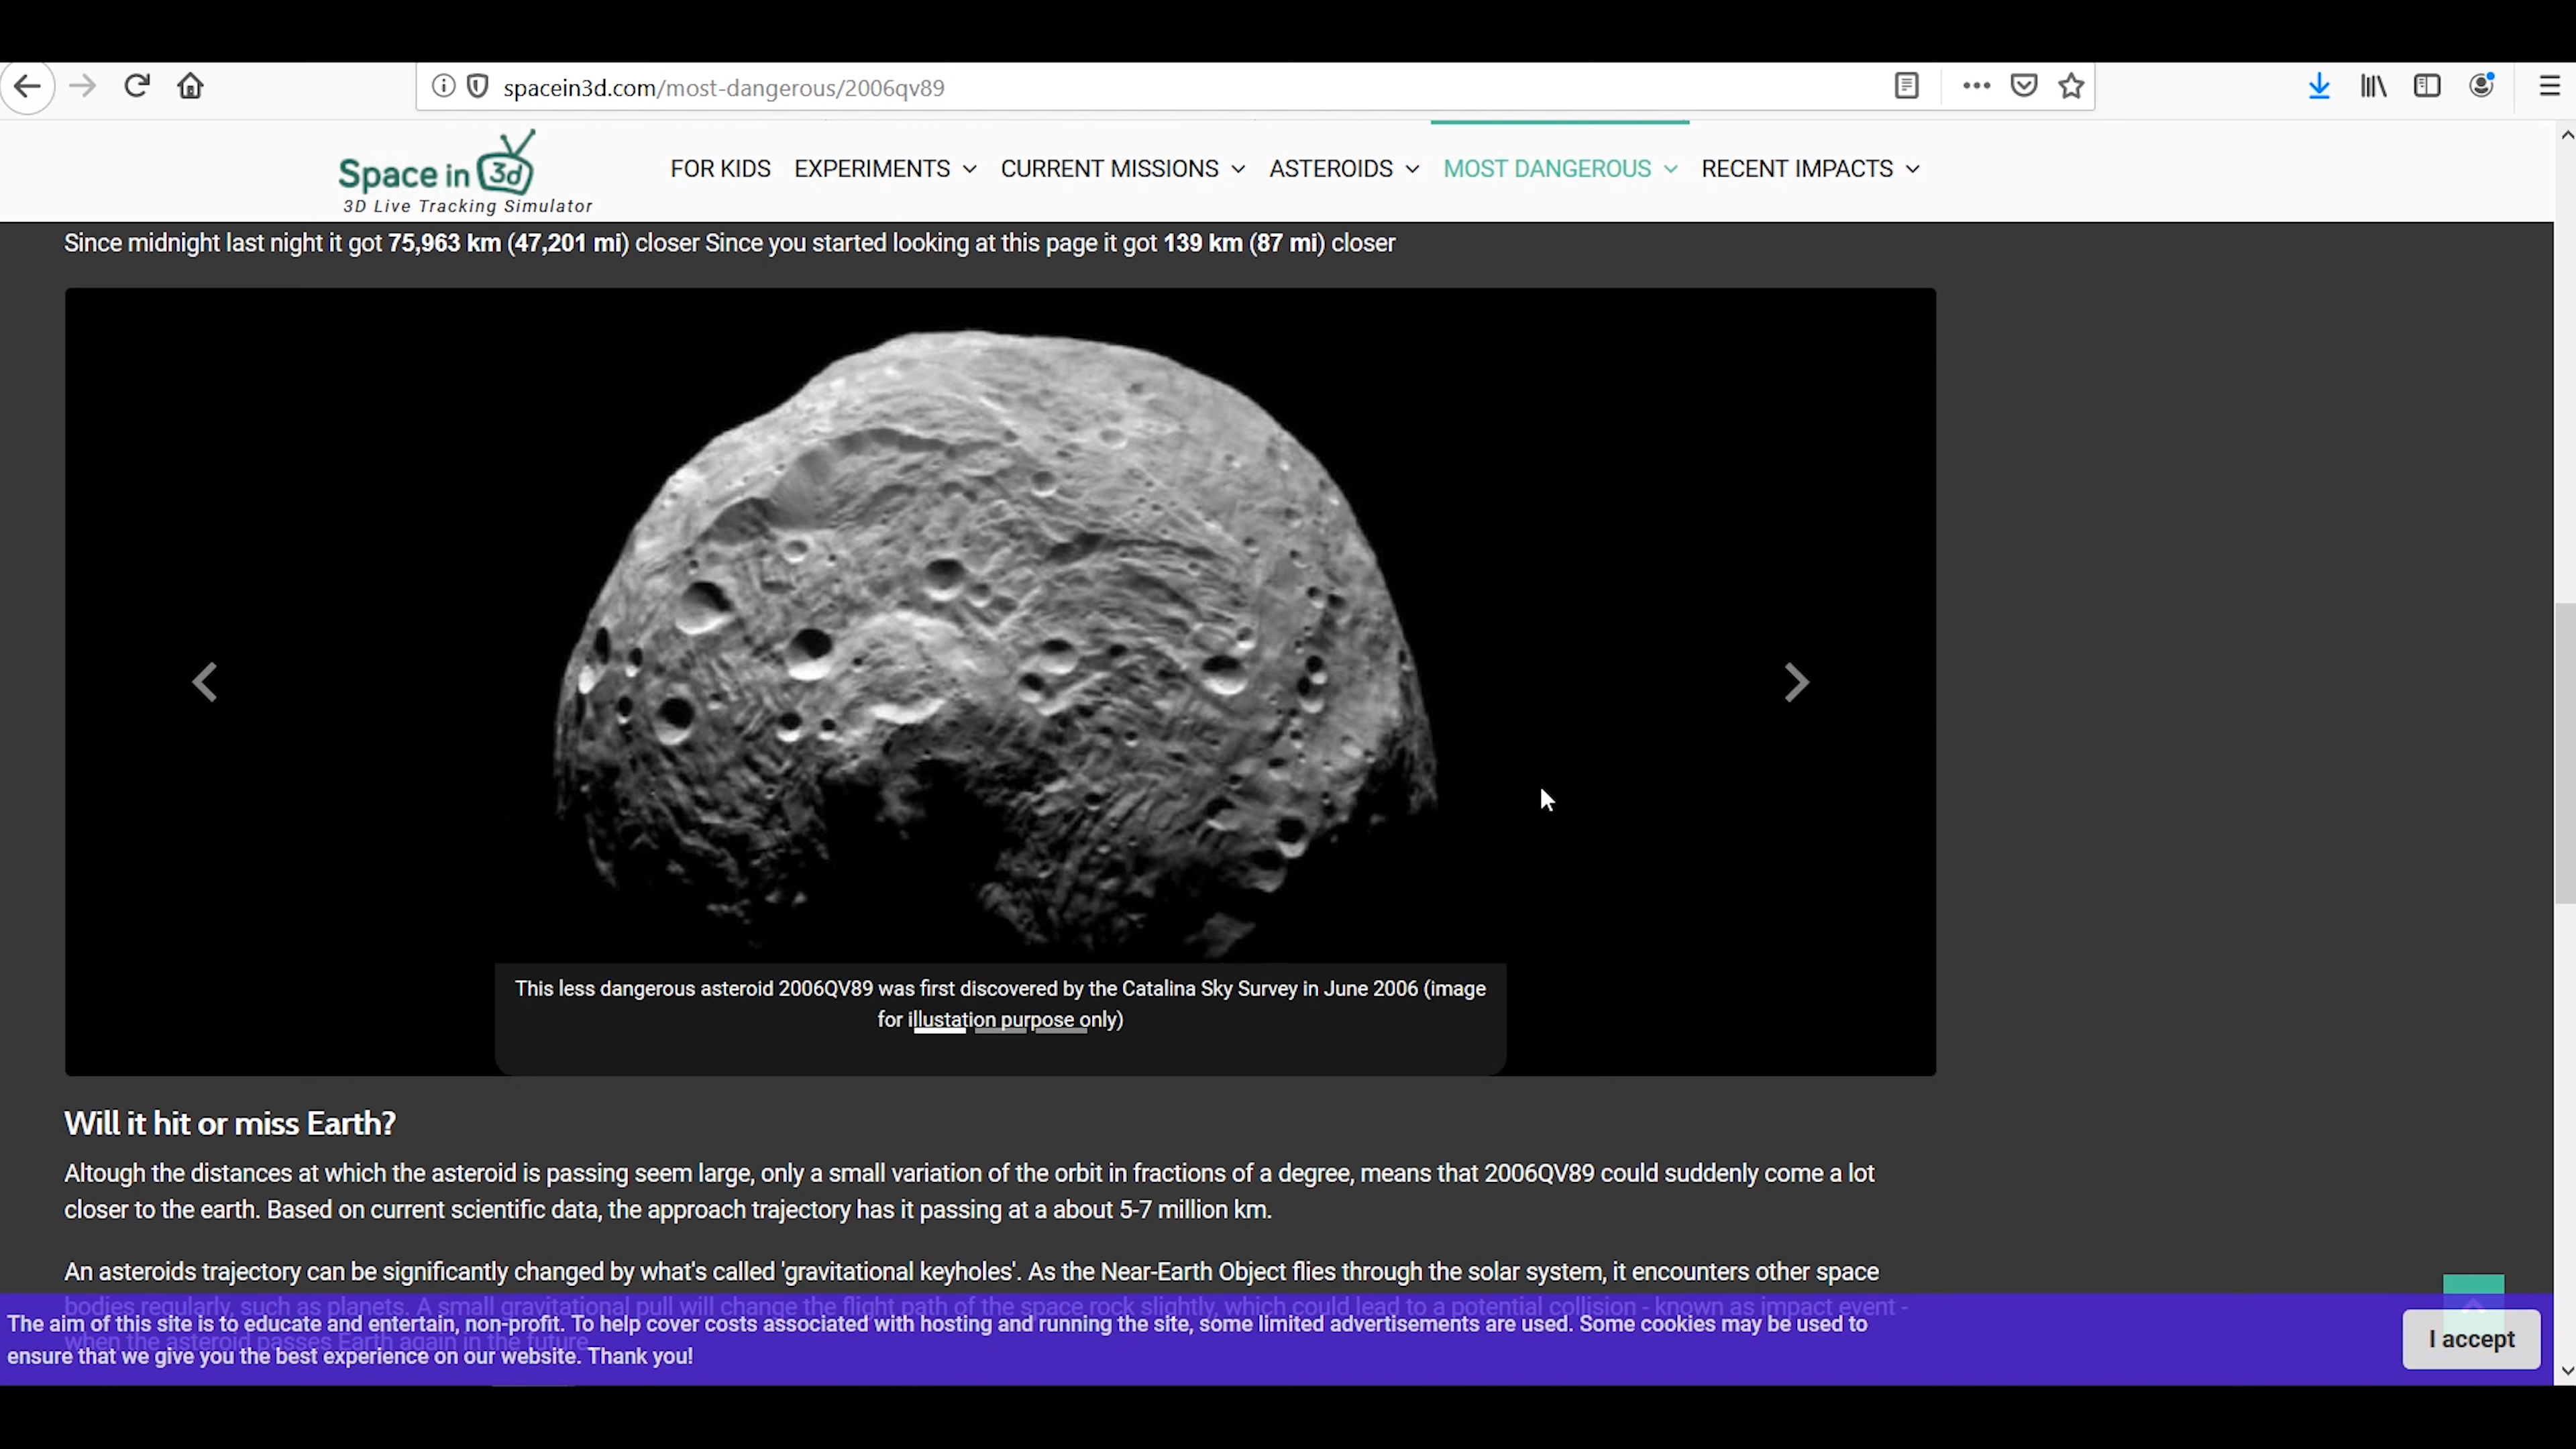 spacein3d.com/most-dangerous/2006qv89
Space in 3d
3D Live Tracking Simulator
FOR KIDS EXPERIMENTS CURRENT MISSIONS ASTEROIDS MOST DANGEROUS RECENT IMPACTS
Since midnight last night it got 75,963 km (47,201 mi) closer Since you started looking at this page it got 139 km (87 mi) closer
This less dangerous asteroid 2006QV89 was first discovered by the Catalina Sky Survey in June 2006 (image
for illustation purpose only)
Will it hit or miss Earth?
Altough the distances at which the asteroid is passing seem large, only a small variation of the orbit in fractions of a degree, means that 2006QV89 could suddenly come a lot
closer to the earth. Based on current scientific data, the approach trajectory has it passing at a about 5-7 million km.
An asteroids trajectory can be significantly changed by what's called 'gravitational keyholes'. As the Near-Earth Object flies through the solar system, it encounters other space
bodies regularly, such as planets. A small gravitational pull will change the flight path of the space rock slightly, which could lead to a potential collision - known as impact event -
when the asteroid passes Earth again in the future
The aim of this site is to educate and entertain, non-profit. To help cover costs associated with hosting and running the site, some limited advertisements are used. Some cookies may be used to
ensure that we give you the best experience on our website. Thank you!
I accept